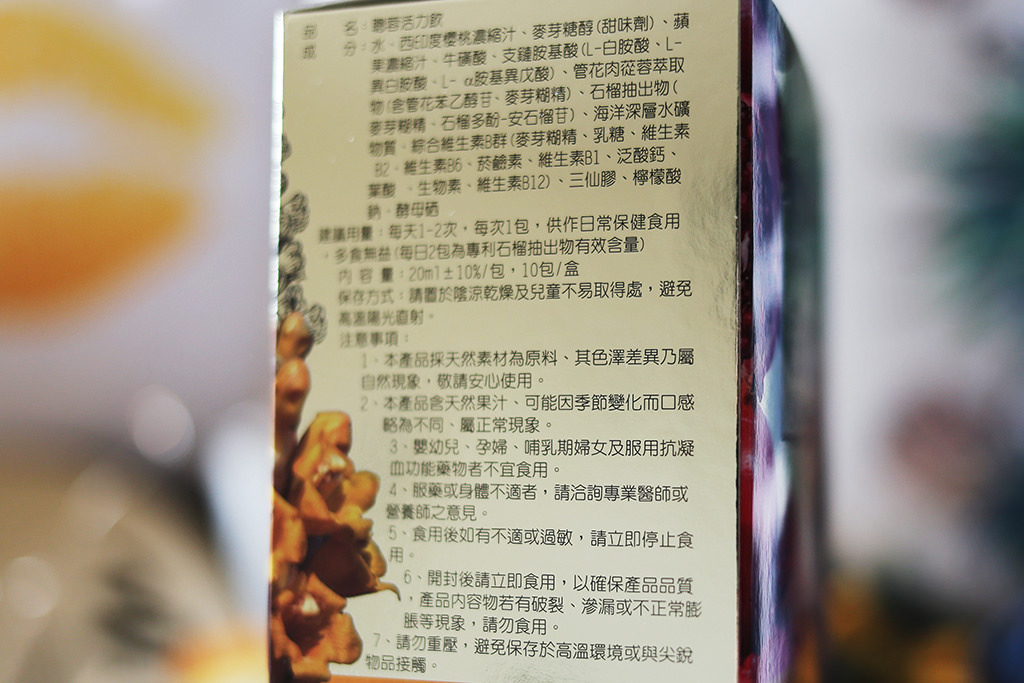 品　名：聰蓉活力飲
成　分：水、西印度櫻桃濃縮汁、麥芽糖醇(甜味劑)、蘋
果濃縮汁、牛磺酸、支鏈胺基酸(L-白胺酸、L-
異白胺酸、L- α胺基異戊酸)、管花肉蓯蓉萃取
物(含管花苯乙醇苷、麥芽糊精)、石榴抽出物(
麥芽糊精、石榴多酚-安石榴苷)、海洋深層水礦
物質、綜合維生素B群(麥芽糊精、乳糖、維生素
B2、維生素B6、菸鹼素、維生素B1、泛酸鈣、
葉酸 、生物素、維生素B12)、三仙膠、檸檬酸
鈉、酵母硒
建議用量：每天1-2次，每次1包，供作日常保健食用
，多食無益(每日2包為專利石榴抽出物有效含量)
內 容 量：20ml±10%/包，10包/盒
保存方式：請置於陰涼乾燥及兒童不易取得處，避免
高溫陽光直射。
注意事項：
1、本產品採天然素材為原料、其色澤差異乃屬
自然現象，敬請安心使用。
2、本產品含天然果汁、可能因季節變化而口感
略為不同、屬正常現象。
3、嬰幼兒、孕婦、哺乳期婦女及服用抗凝
血功能藥物者不宜食用。
4、服藥或身體不適者，請洽詢專業醫師或
營養師之意見。
5、食用後如有不適或過敏，請立即停止食
用。
6、開封後請立即食用，以確保產品品質
，產品內容物若有破裂、滲漏或不正常膨
脹等現象，請勿食用。
7、請勿重壓，避免保存於高溫環境或與尖銳
物品接觸。